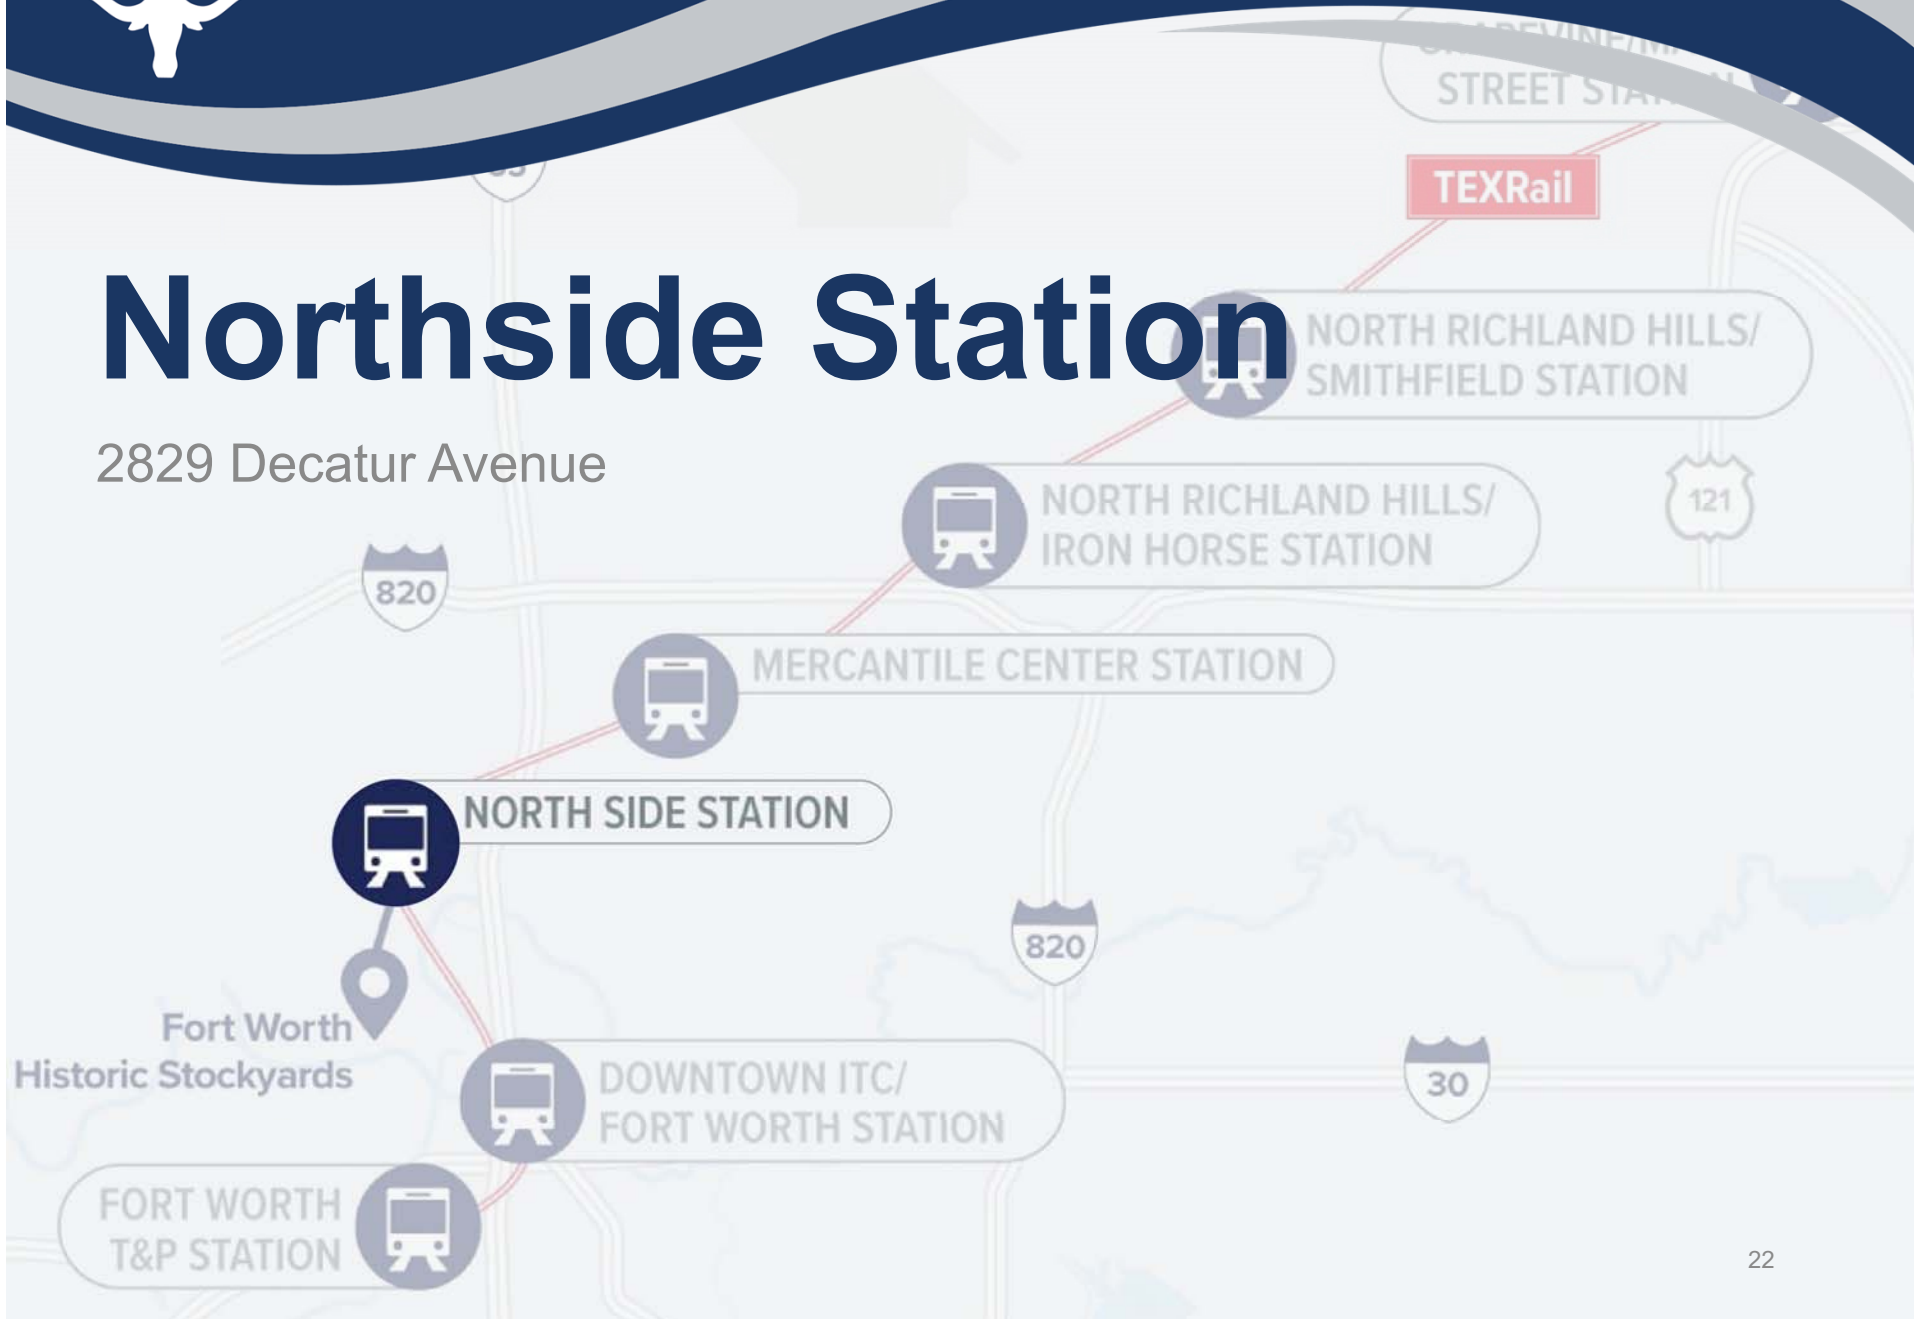 STREET
TEXRail
Northside Station
NORTH RICHLAND HILLS/
SMITHFIELD STATION
2829 Decatur Avenue
NORTH RICHLAND HILLS/
IRON HORSE STATION
121
820
MERCANTILE CENTER STATION
NORTH SIDE STATION
820
Fort Worth
Historic Stockyards
DOWNTOWN ITC/
FORT WORTH STATION
30
FORT WORTH
T&P STATION
22